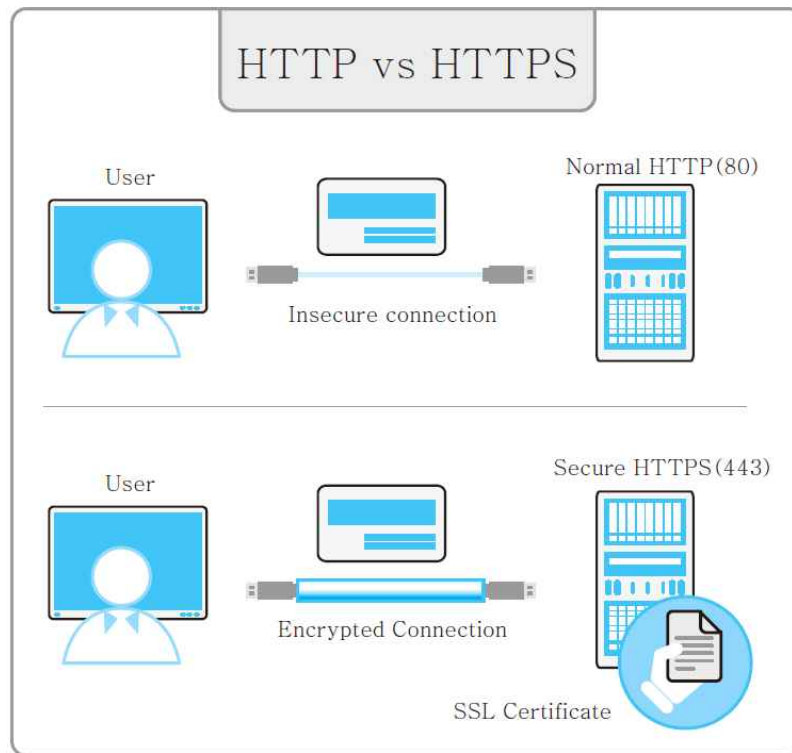 HTTP vs HTTPS
User
Normal HTTP(80)
Insecure connection
User
Secure HTTPS(443)
Encrypted Connection
SSL Certificate